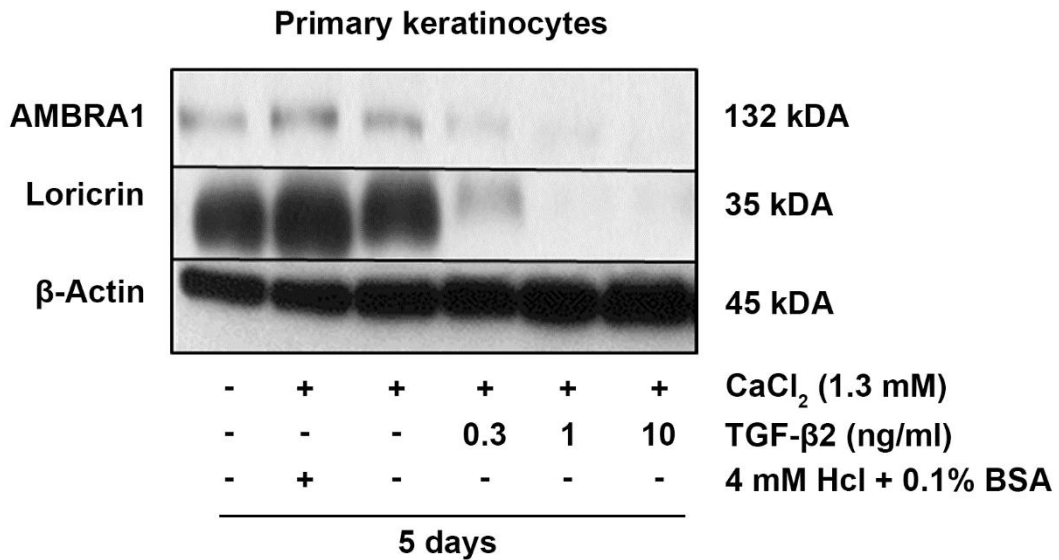 Primary keratinocytes
AMBRA1 132 kDA
Loricrin 35 kDA
β-Actin 45 kDA
- + + + + + CaCl₂ (1.3 mM)
- - - 0.3 1 10 TGF-β2 (ng/ml)
- + - - - - 4 mM Hcl + 0.1% BSA
5 days